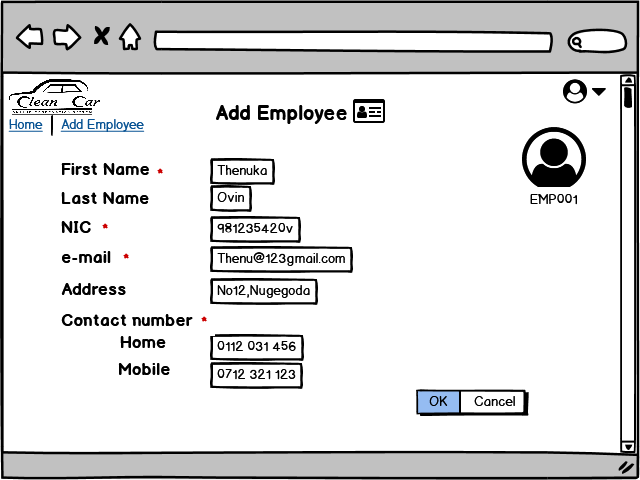 Clean Car
Home Add Employee
Add Employee
EMP001
First Name * Thenuka
Last Name Ovin
NIC * 981235420v
e-mail * Thenu@123gmail.com
Address No12,Nugegoda
Contact number *
Home 0112 031 456
Mobile 0712 321 123
OK Cancel